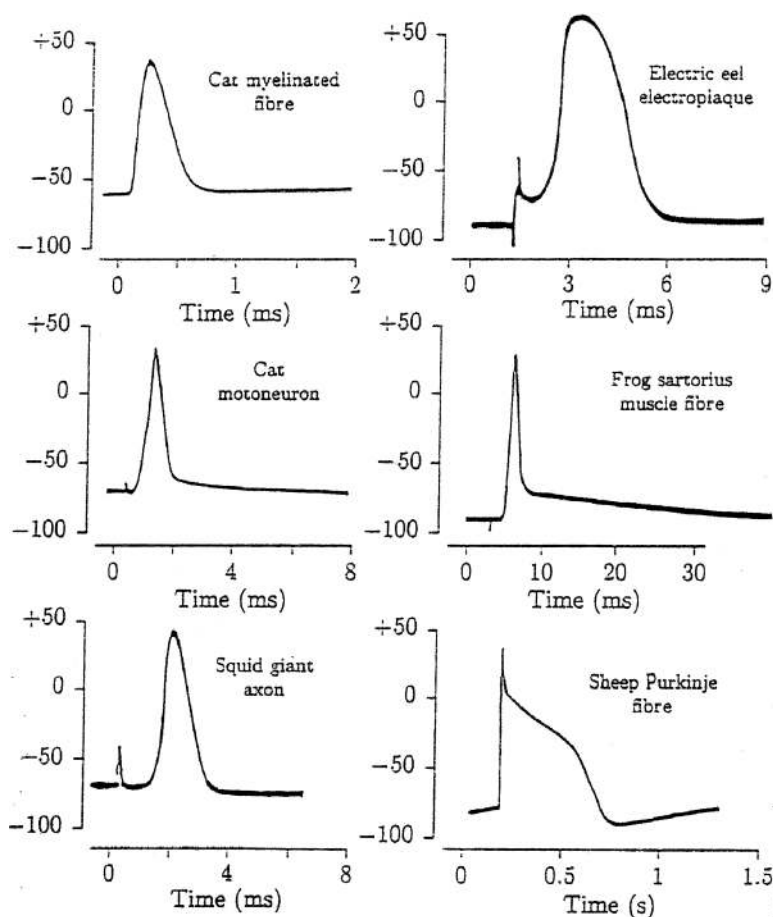 +50
0
−50
−100
Cat myelinated
fibre
0 1 2
Time (ms)
+50
0
−50
−100
Electric eel
electropiaque
0 3 6 9
Time (ms)
+50
0
−50
−100
Cat
motoneuron
0 4 8
Time (ms)
+50
0
−50
−100
Frog sartorius
muscle fibre
0 10 20 30
Time (ms)
+50
0
−50
−100
Squid giant
axon
0 4 8
Time (ms)
+50
0
−50
−100
Sheep Purkinje
fibre
0 0.5 1 1.5
Time (s)